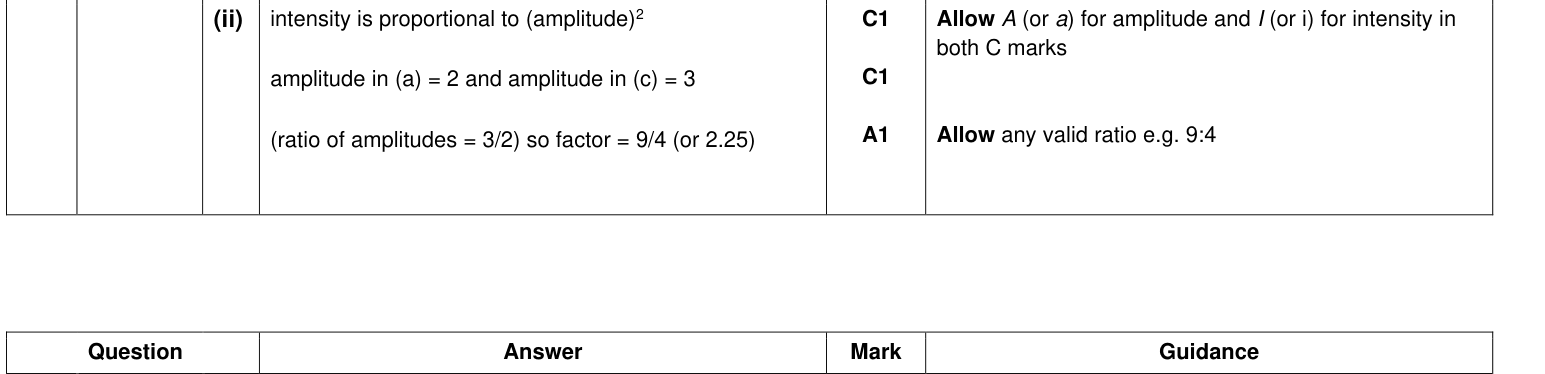 (ii) intensity is proportional to (amplitude)² C1 Allow A (or a) for amplitude and I (or i) for intensity in
both C marks
amplitude in (a) = 2 and amplitude in (c) = 3 C1
(ratio of amplitudes = 3/2) so factor = 9/4 (or 2.25) A1 Allow any valid ratio e.g. 9:4
Question Answer Mark Guidance